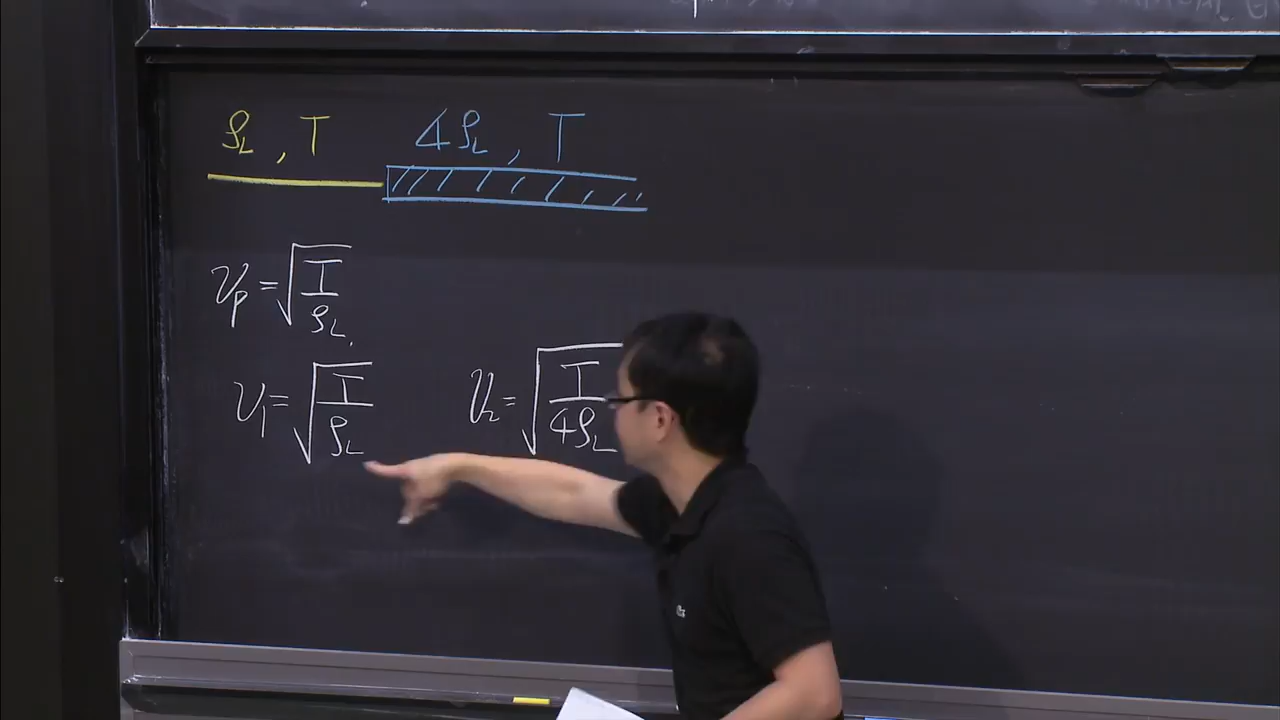 ρL , T 4ρL , T
vp = √(T/ρL)
v1 = √(T/ρL) v2 = √(T/4ρL)